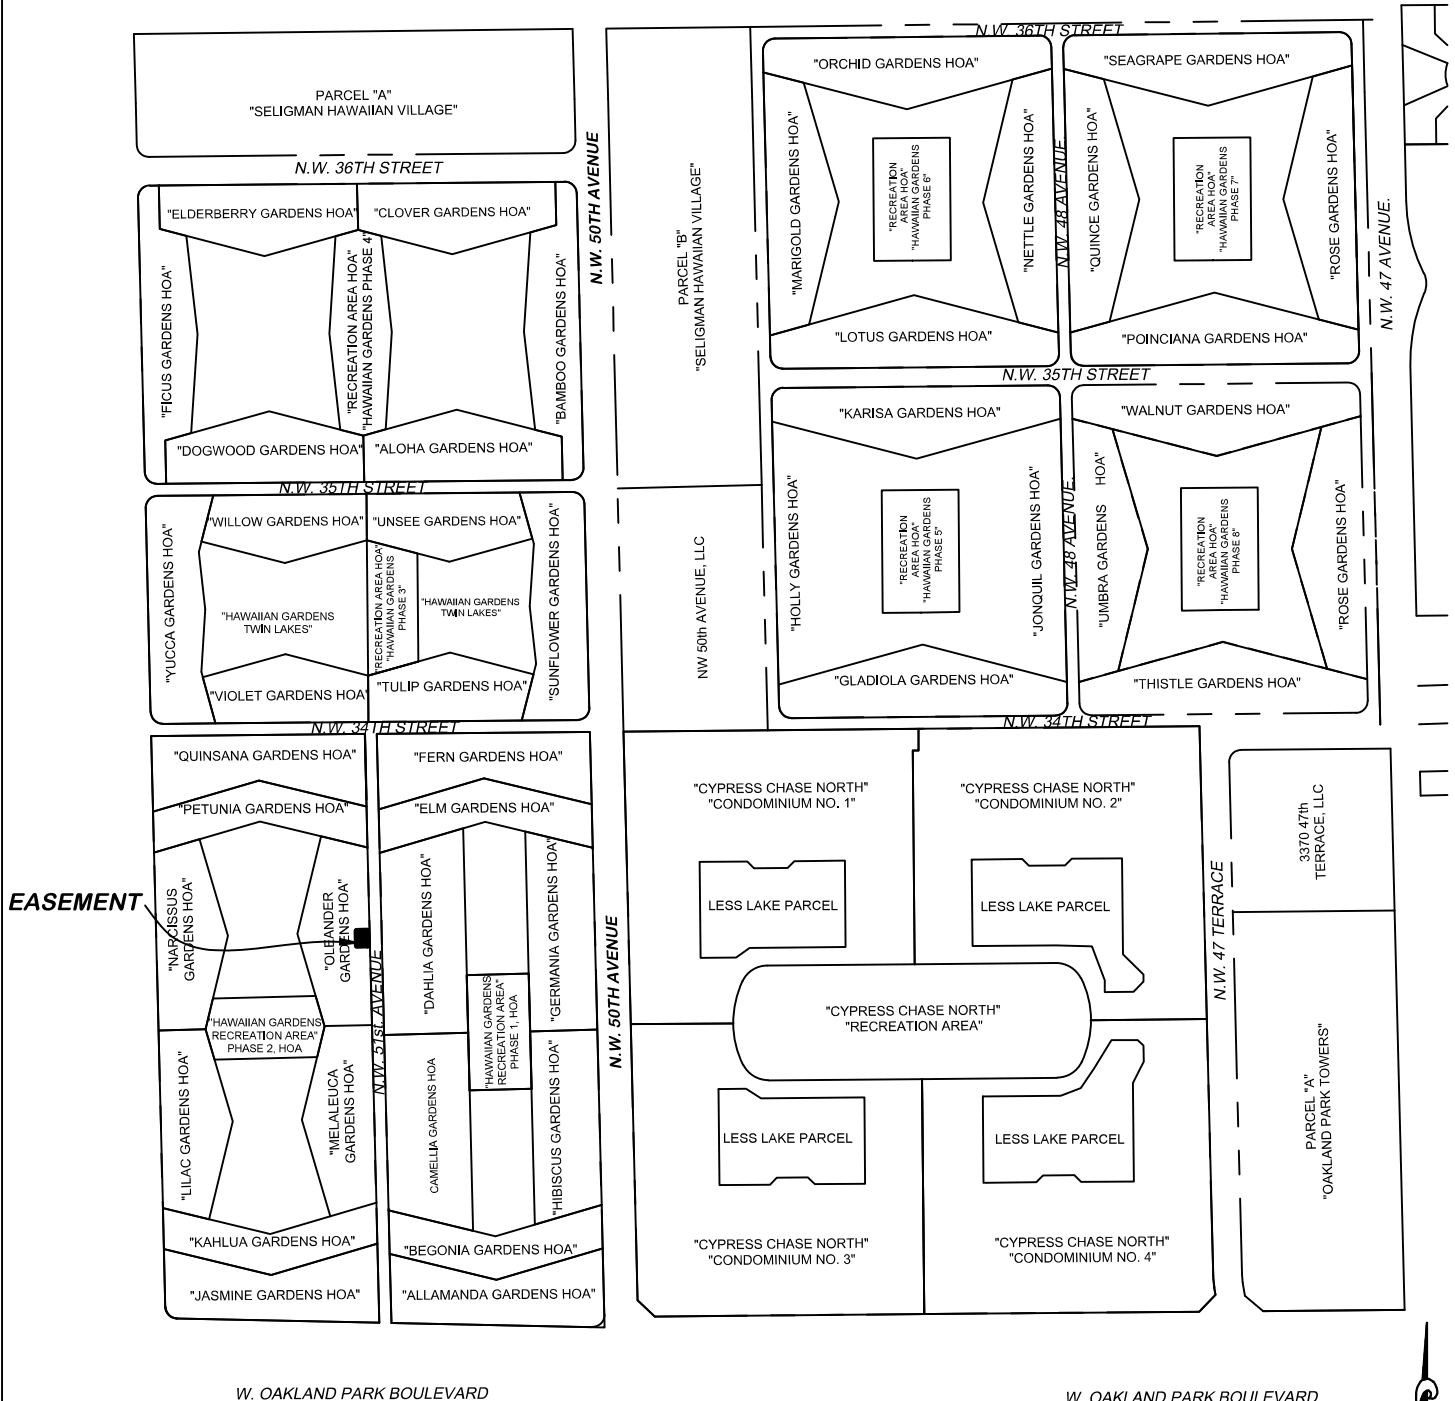 N.W. 36TH STREET
PARCEL "A"
"SELIGMAN HAWAIIAN VILLAGE"
N.W. 36TH STREET
N.W. 50TH AVENUE
"ELDERBERRY GARDENS HOA"
"CLOVER GARDENS HOA"
"FICUS GARDENS HOA"
"RECREATION AREA HOA"
"HAWAIIAN GARDENS PHASE 4"
"BAMBOO GARDENS HOA"
"DOGWOOD GARDENS HOA"
"ALOHA GARDENS HOA"
N.W. 35TH STREET
PARCEL "B"
"SELIGMAN HAWAIIAN VILLAGE"
NW 50th AVENUE, LLC
"ORCHID GARDENS HOA"
"MARIGOLD GARDENS HOA"
"RECREATION
AREA HOA"
"HAWAIIAN GARDENS
PHASE 6"
"NETTLE GARDENS HOA"
"LOTUS GARDENS HOA"
N.W. 48 AVENUE.
"SEAGRAPE GARDENS HOA"
"QUINCE GARDENS HOA"
"RECREATION
AREA HOA"
"HAWAIIAN GARDENS
PHASE 7"
"ROSE GARDENS HOA"
"POINCIANA GARDENS HOA"
N.W. 47 AVENUE.
N.W. 35TH STREET
"KARISA GARDENS HOA"
"HOLLY GARDENS HOA"
"RECREATION
AREA HOA"
"HAWAIIAN GARDENS
PHASE 5"
"JONQUIL GARDENS HOA"
"GLADIOLA GARDENS HOA"
N.W. 48 AVENUE.
"WALNUT GARDENS HOA"
"UMBRA GARDENS HOA"
"RECREATION
AREA HOA"
"HAWAIIAN GARDENS
PHASE 8"
"ROSE GARDENS HOA"
"THISTLE GARDENS HOA"
N.W. 34TH STREET
"YUCCA GARDENS HOA"
"WILLOW GARDENS HOA"
"UNSEE GARDENS HOA"
"HAWAIIAN GARDENS
TWIN LAKES"
"RECREATION AREA HOA"
"HAWAIIAN GARDENS
PHASE 3"
"HAWAIIAN GARDENS
TWIN LAKES"
"SUNFLOWER GARDENS HOA"
"VIOLET GARDENS HOA"
"TULIP GARDENS HOA"
N.W. 34TH STREET
"QUINSANA GARDENS HOA"
"PETUNIA GARDENS HOA"
"NARCISSUS
GARDENS HOA"
"OLEANDER
GARDENS HOA"
EASEMENT
"HAWAIIAN GARDENS
RECREATION AREA"
PHASE 2, HOA
"LILAC GARDENS HOA"
"MELALEUCA
GARDENS HOA"
"KAHLUA GARDENS HOA"
"JASMINE GARDENS HOA"
N.W. 51st. AVENUE
"FERN GARDENS HOA"
"ELM GARDENS HOA"
"DAHLIA GARDENS HOA"
"GERMANIA GARDENS HOA"
"HAWAIIAN GARDENS
RECREATION AREA"
PHASE 1, HOA
CAMELLIA GARDENS HOA
"HIBISCUS GARDENS HOA"
"BEGONIA GARDENS HOA"
"ALLAMANDA GARDENS HOA"
N.W. 50TH AVENUE
"CYPRESS CHASE NORTH"
"CONDOMINIUM NO. 1"
LESS LAKE PARCEL
"CYPRESS CHASE NORTH"
"CONDOMINIUM NO. 2"
LESS LAKE PARCEL
"CYPRESS CHASE NORTH"
"RECREATION AREA"
LESS LAKE PARCEL
"CYPRESS CHASE NORTH"
"CONDOMINIUM NO. 3"
LESS LAKE PARCEL
"CYPRESS CHASE NORTH"
"CONDOMINIUM NO. 4"
N.W. 47 TERRACE
3370 47th
TERRACE, LLC
PARCEL "A"
"OAKLAND PARK TOWERS"
W. OAKLAND PARK BOULEVARD
W. OAKLAND PARK BOULEVARD